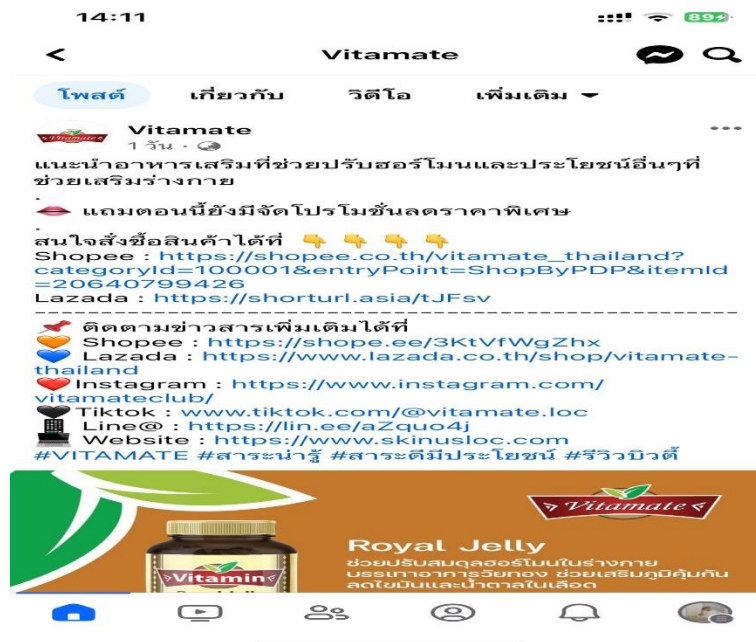 14:11
89
Vitamate
โพสต์ เกี่ยวกับ วิดีโอ เพิ่มเติม
Vitamate
1 วัน ·
แนะนำอาหารเสริมที่ช่วยปรับฮอร์โมนและประโยชน์อื่นๆที่
ช่วยเสริมร่างกาย
.
แถมตอนนี้ยังมีจัดโปรโมชั่นลดราคาพิเศษ
.
สนใจสั่งซื้อสินค้าได้ที่
Shopee : https://shopee.co.th/vitamate_thailand?
categoryId=100001&entryPoint=ShopByPDP&itemId
=20640799426
Lazada : https://shorturl.asia/tJFsv
--------------------------------------------------
ติดตามข่าวสารเพิ่มเติมได้ที่
Shopee : https://shope.ee/3KtVfWgZhx
Lazada : https://www.lazada.co.th/shop/vitamate-
thailand
Instagram : https://www.instagram.com/
vitamateclub/
Tiktok : www.tiktok.com/@vitamate.loc
Line@ : https://lin.ee/aZquo4j
Website : https://www.skinusloc.com
#VITAMATE #สาระน่ารู้ #สาระดีมีประโยชน์ #รีวิวบิวตี้
Vitamate
Royal Jelly
ช่วยปรับสมดุลฮอร์โมนในร่างกาย
บรรเทาอาการวัยทอง ช่วยเสริมภูมิคุ้มกัน
ลดไขมันและน้ำตาลในเลือด
Vitamin